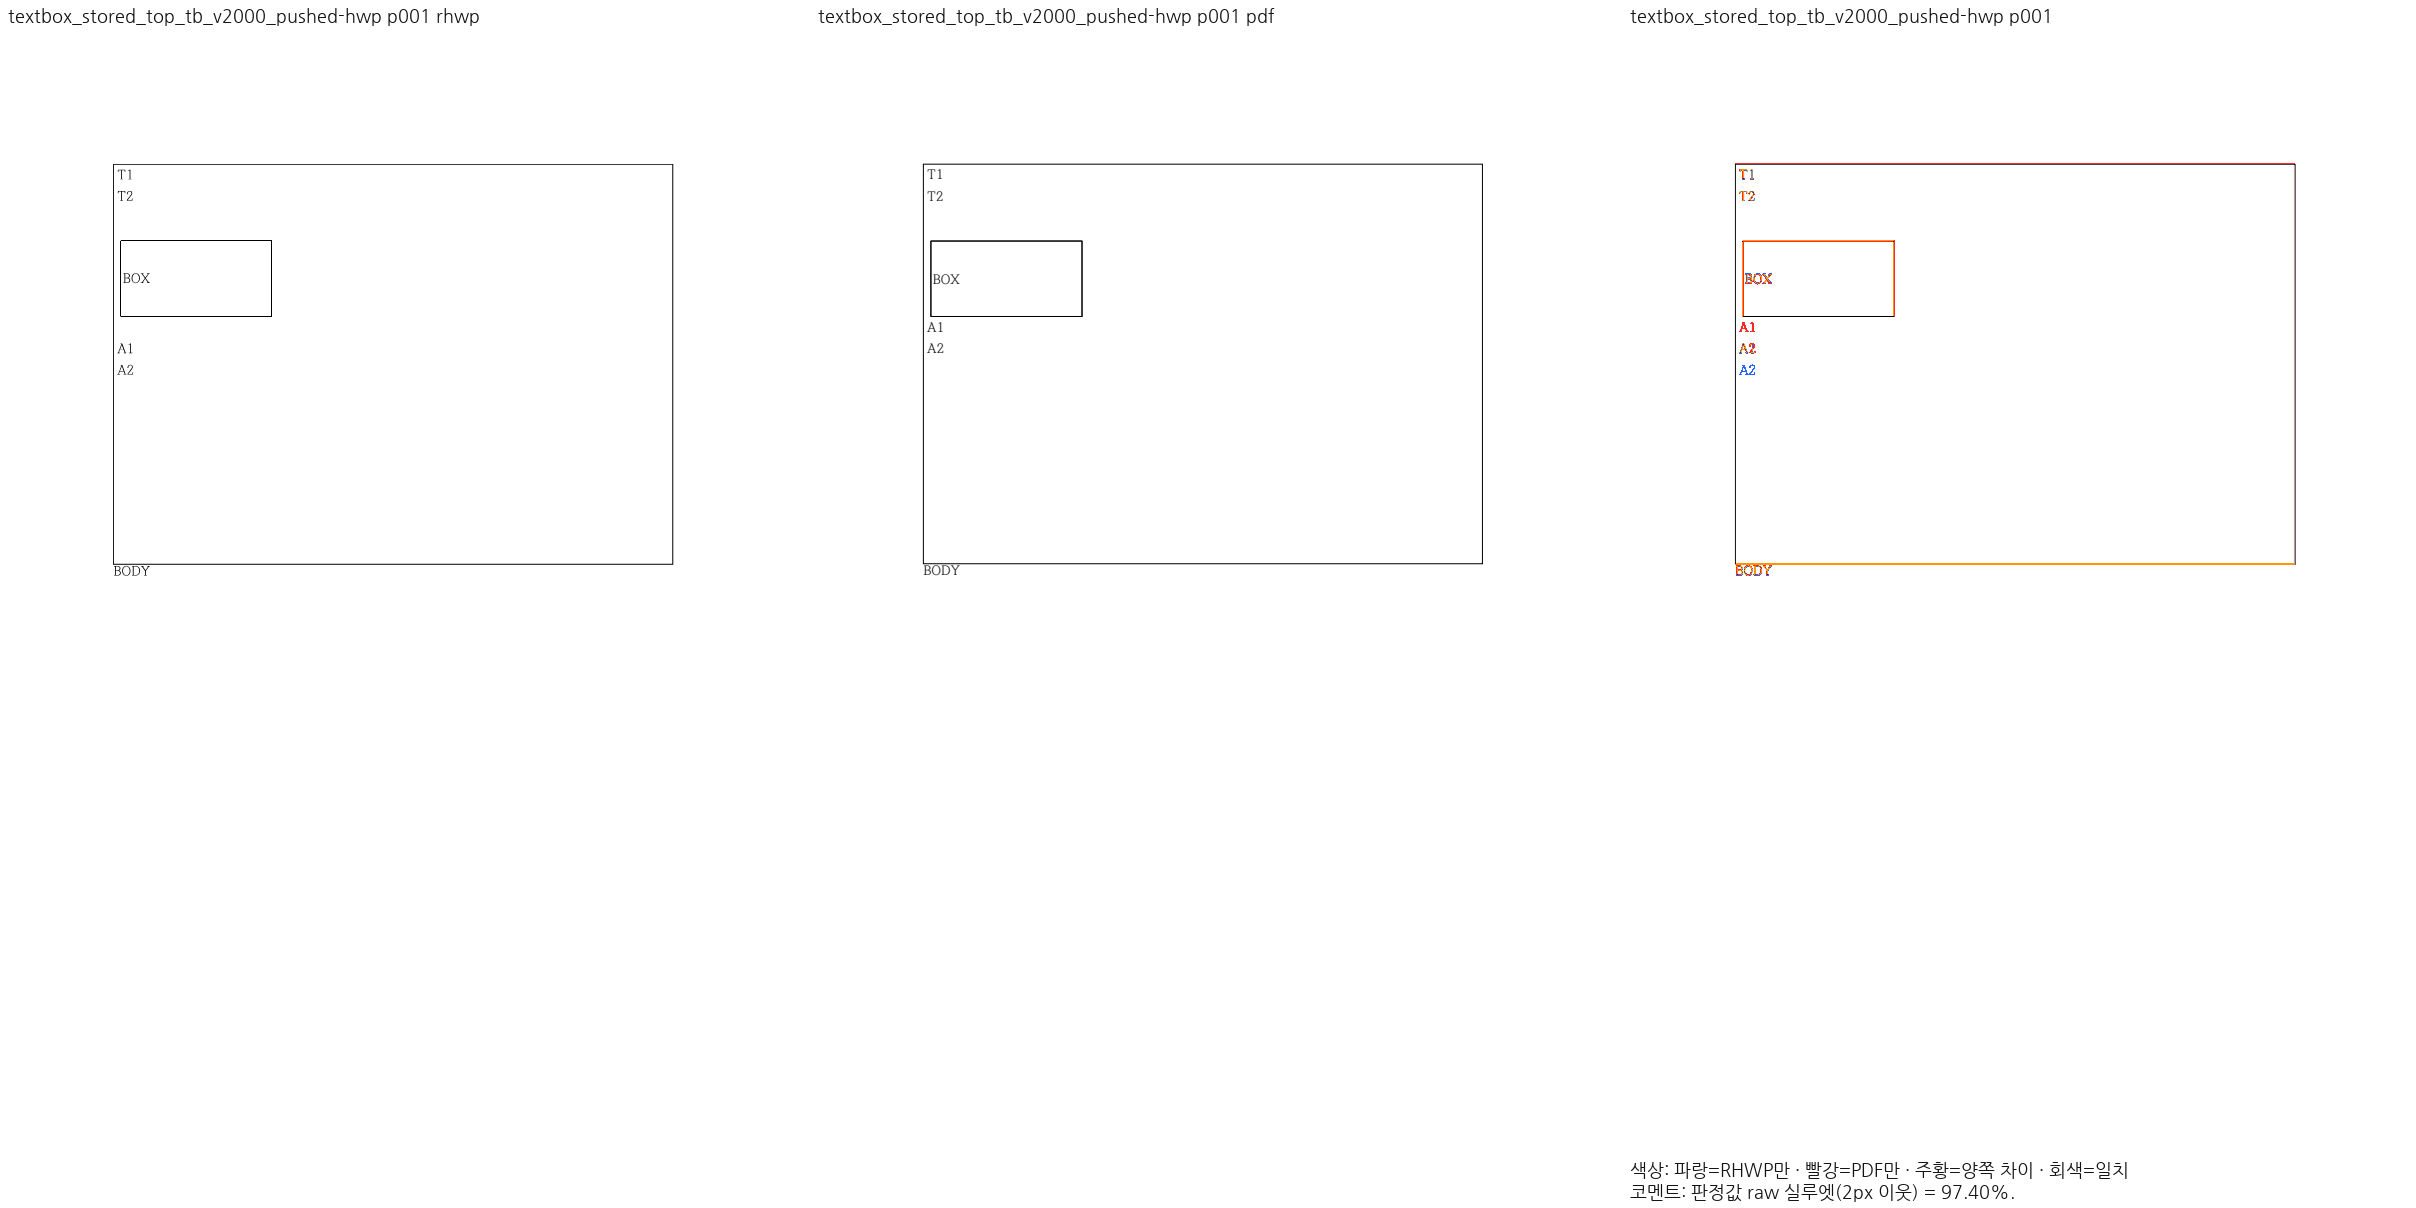 textbox_stored_top_tb_v2000_pushed-hwp p001 rhwp
T1
T2
BOX
A1
A2
BODY
textbox_stored_top_tb_v2000_pushed-hwp p001 pdf
T1
T2
BOX
A1
A2
BODY
textbox_stored_top_tb_v2000_pushed-hwp p001
T1
T2
BOX
A1
A2
A2
BODY
색상: 파랑=RHWP만 · 빨강=PDF만 · 주황=양쪽 차이 · 회색=일치
코멘트: 판정값 raw 실루엣(2px 이웃) = 97.40%.